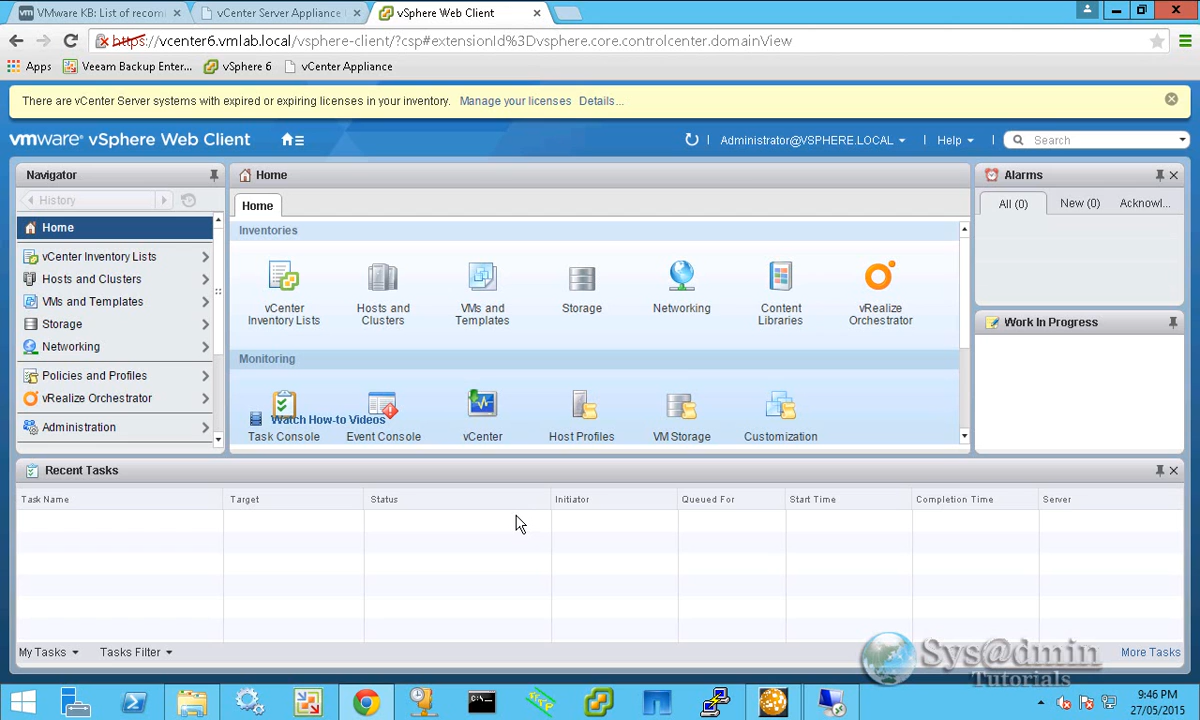 VMware KB: List of recom
vCenter Server Appliance
vSphere Web Client
https://vcenter6.vmlab.local/vsphere-client/?csp#extensionId%3Dvsphere.core.controlcenter.domainView
Apps
Veeam Backup Enter...
vSphere 6
vCenter Appliance
There are vCenter Server systems with expired or expiring licenses in your inventory. Manage your licenses Details...
vmware® vSphere Web Client
Administrator@VSPHERE.LOCAL
Help
Search
Navigator
History
Home
vCenter Inventory Lists
Hosts and Clusters
VMs and Templates
Storage
Networking
Policies and Profiles
vRealize Orchestrator
Administration
Home
Home
Inventories
vCenter
Inventory Lists
Hosts and
Clusters
VMs and
Templates
Storage
Networking
Content
Libraries
vRealize
Orchestrator
Monitoring
Watch How-to Videos
Task Console
Event Console
vCenter
Host Profiles
VM Storage
Customization
Alarms
All (0)
New (0)
Acknowl...
Work In Progress
Recent Tasks
Task Name
Target
Status
Initiator
Queued For
Start Time
Completion Time
Server
My Tasks
Tasks Filter
More Tasks
Sys@dmin
Tutorials
9:46 PM
27/05/2015